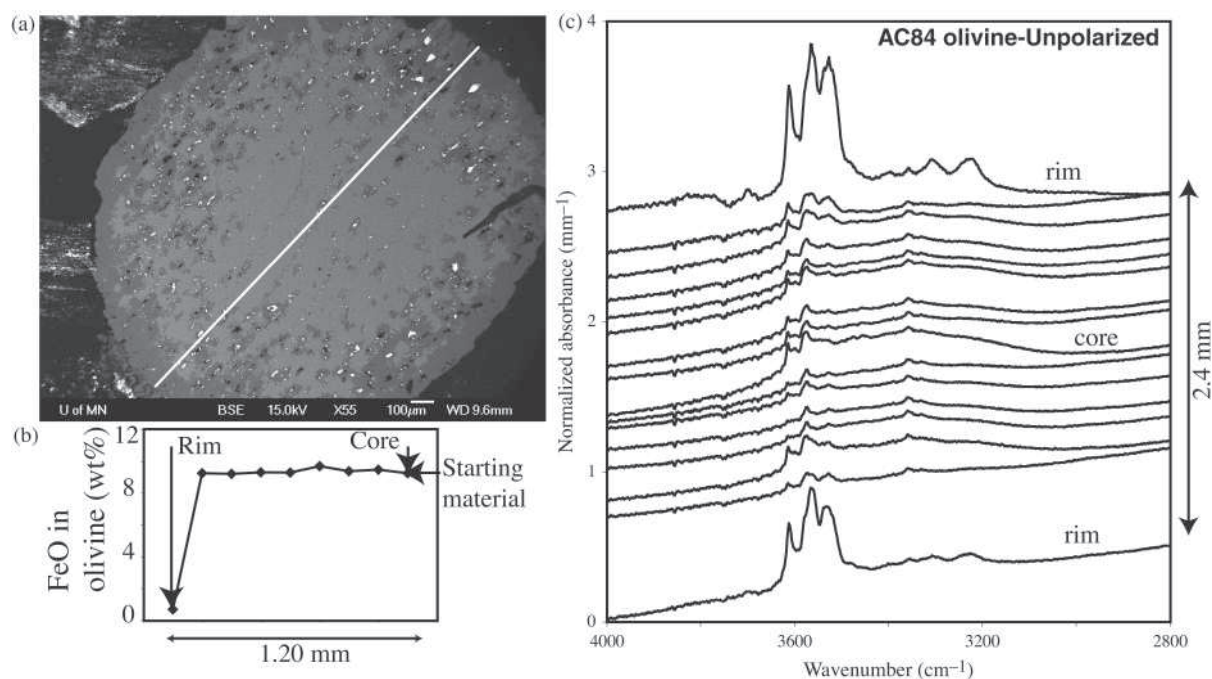 (a)
U of MN BSE 15.0kV X55 100μm WD 9.6mm
(b)
12
8
4
0
FeO in
olivine (wt%)
Rim
Core
Starting
material
1.20 mm
(c)
AC84 olivine-Unpolarized
4
3
2
1
0
Normalized absorbance (mm⁻¹)
rim
core
rim
2.4 mm
4000 3600 3200 2800
Wavenumber (cm⁻¹)